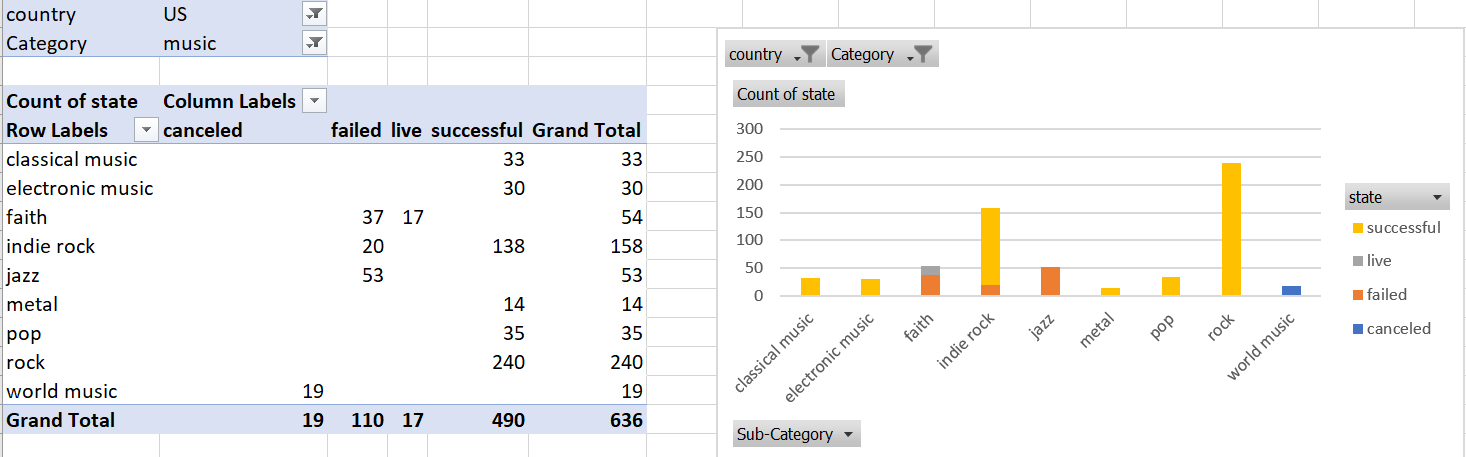 country US
Category music
Count of state Column Labels
Row Labels canceled failed live successful Grand Total
classical music 33 33
electronic music 30 30
faith 37 17 54
indie rock 20 138 158
jazz 53 53
metal 14 14
pop 35 35
rock 240 240
world music 19 19
Grand Total 19 110 17 490 636
country Category
Count of state
300
250
200
150
100
50
0
classical music
electronic music
faith
indie rock
jazz
metal
pop
rock
world music
state
successful
live
failed
canceled
Sub-Category